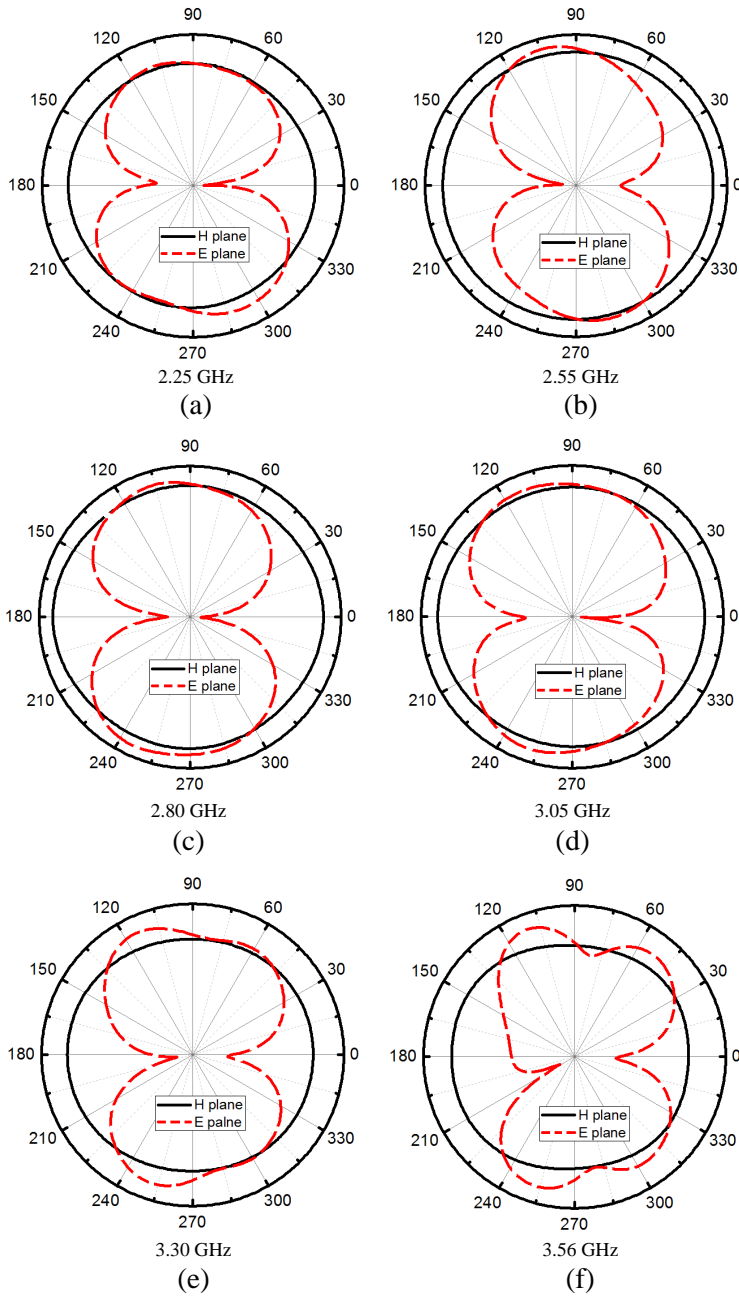 90
120 60
150 30
180 0
210 330
240 300
270
H plane
E palne
2.25 GHz
(a)
90
120 60
150 30
180 0
210 330
240 300
270
H plane
E plane
2.55 GHz
(b)
90
120 60
150 30
180 0
210 330
240 300
270
H plane
E plane
2.80 GHz
(c)
90
120 60
150 30
180 0
210 330
240 300
270
H plane
E plane
3.05 GHz
(d)
90
120 60
150 30
180 0
210 330
240 300
270
H plane
E palne
3.30 GHz
(e)
90
120 60
150 30
180 0
210 330
240 300
270
H plane
E plane
3.56 GHz
(f)